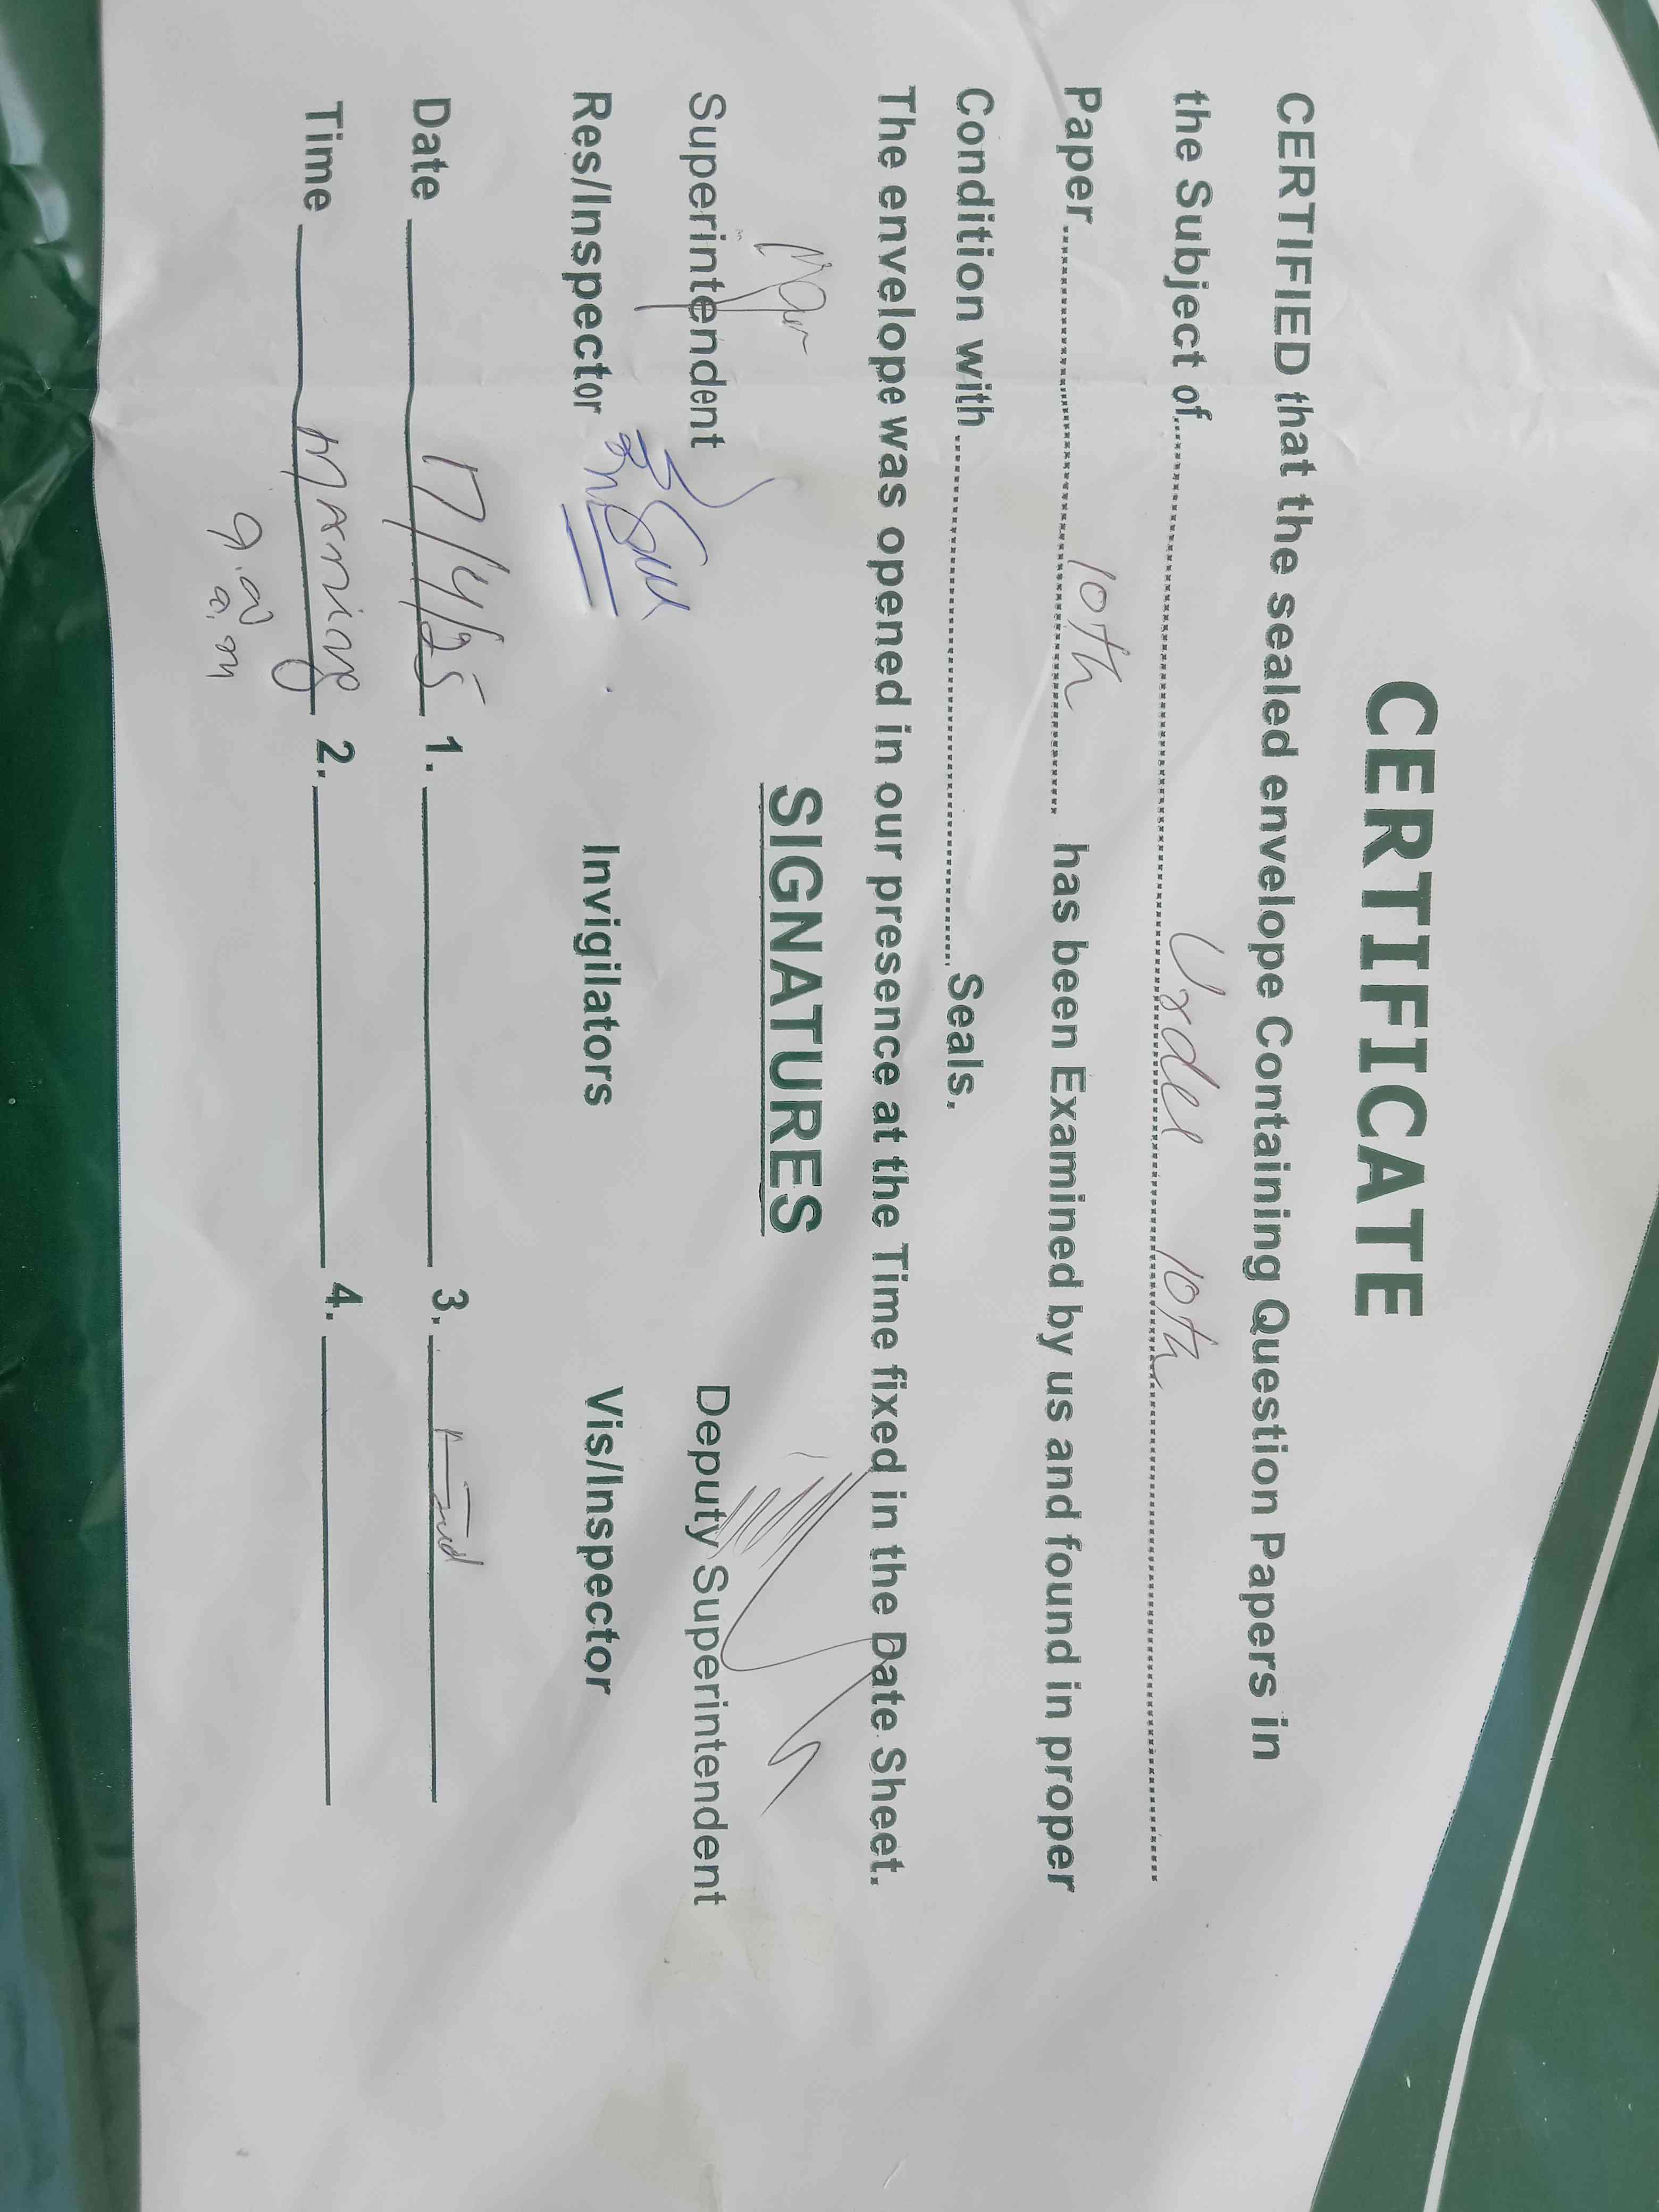 CERTIFICATE
CERTIFIED that the sealed envelope Containing Question Papers in
the Subject of Urdu 10th
Paper 10th has been Examined by us and found in proper
Condition with Seals.
The envelope was opened in our presence at the Time fixed in the Date Sheet.
SIGNATURES
Superintendent Deputy Superintendent
Res/Inspector Invigilators Vis/Inspector
Date 17/4/25 1. 3.
Time Morning 2. 4.
a.m